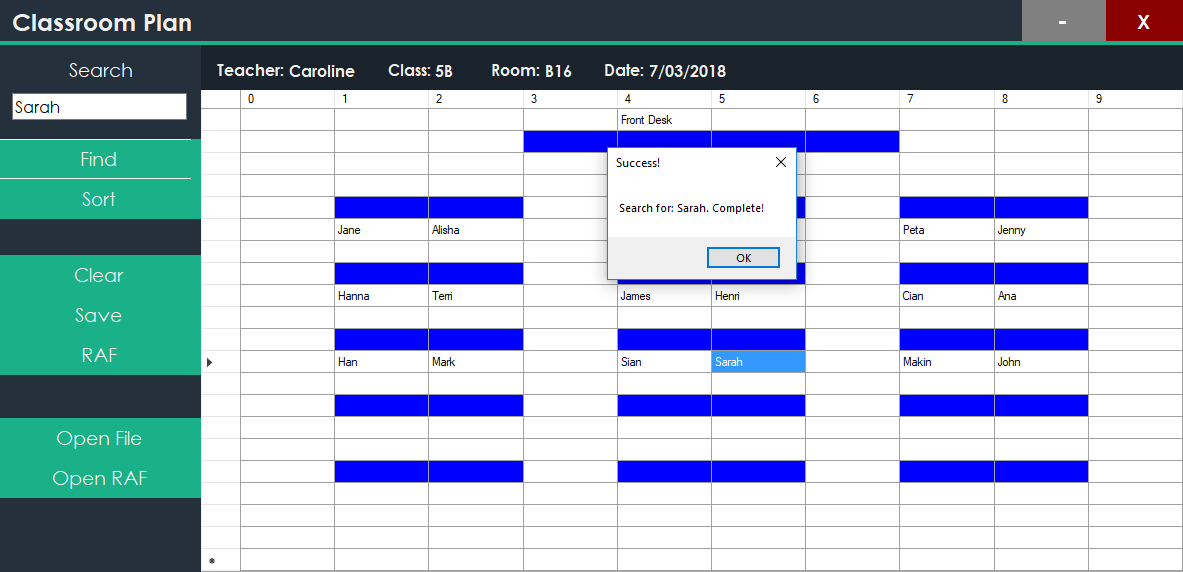 Classroom Plan
-
X
Search
Sarah
Find
Sort
Clear
Save
RAF
Open File
Open RAF
Teacher: Caroline Class: 5B Room: B16 Date: 7/03/2018
0 1 2 3 4 5 6 7 8 9
Front Desk
Success!
Search for: Sarah. Complete!
OK
Jane Alisha Peta Jenny
Hanna Terri James Henri Cian Ana
Han Mark Sian Sarah Makin John